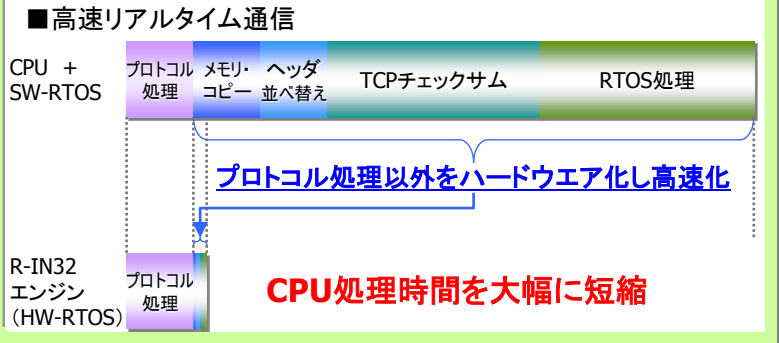 ■高速リアルタイム通信
CPU +
SW-RTOS
プロトコル
処理
メモリ・
コピー
ヘッダ
並べ替え
TCPチェックサム
RTOS処理
プロトコル処理以外をハードウエア化し高速化
R-IN32
エンジン
(HW-RTOS)
プロトコル
処理
CPU処理時間を大幅に短縮